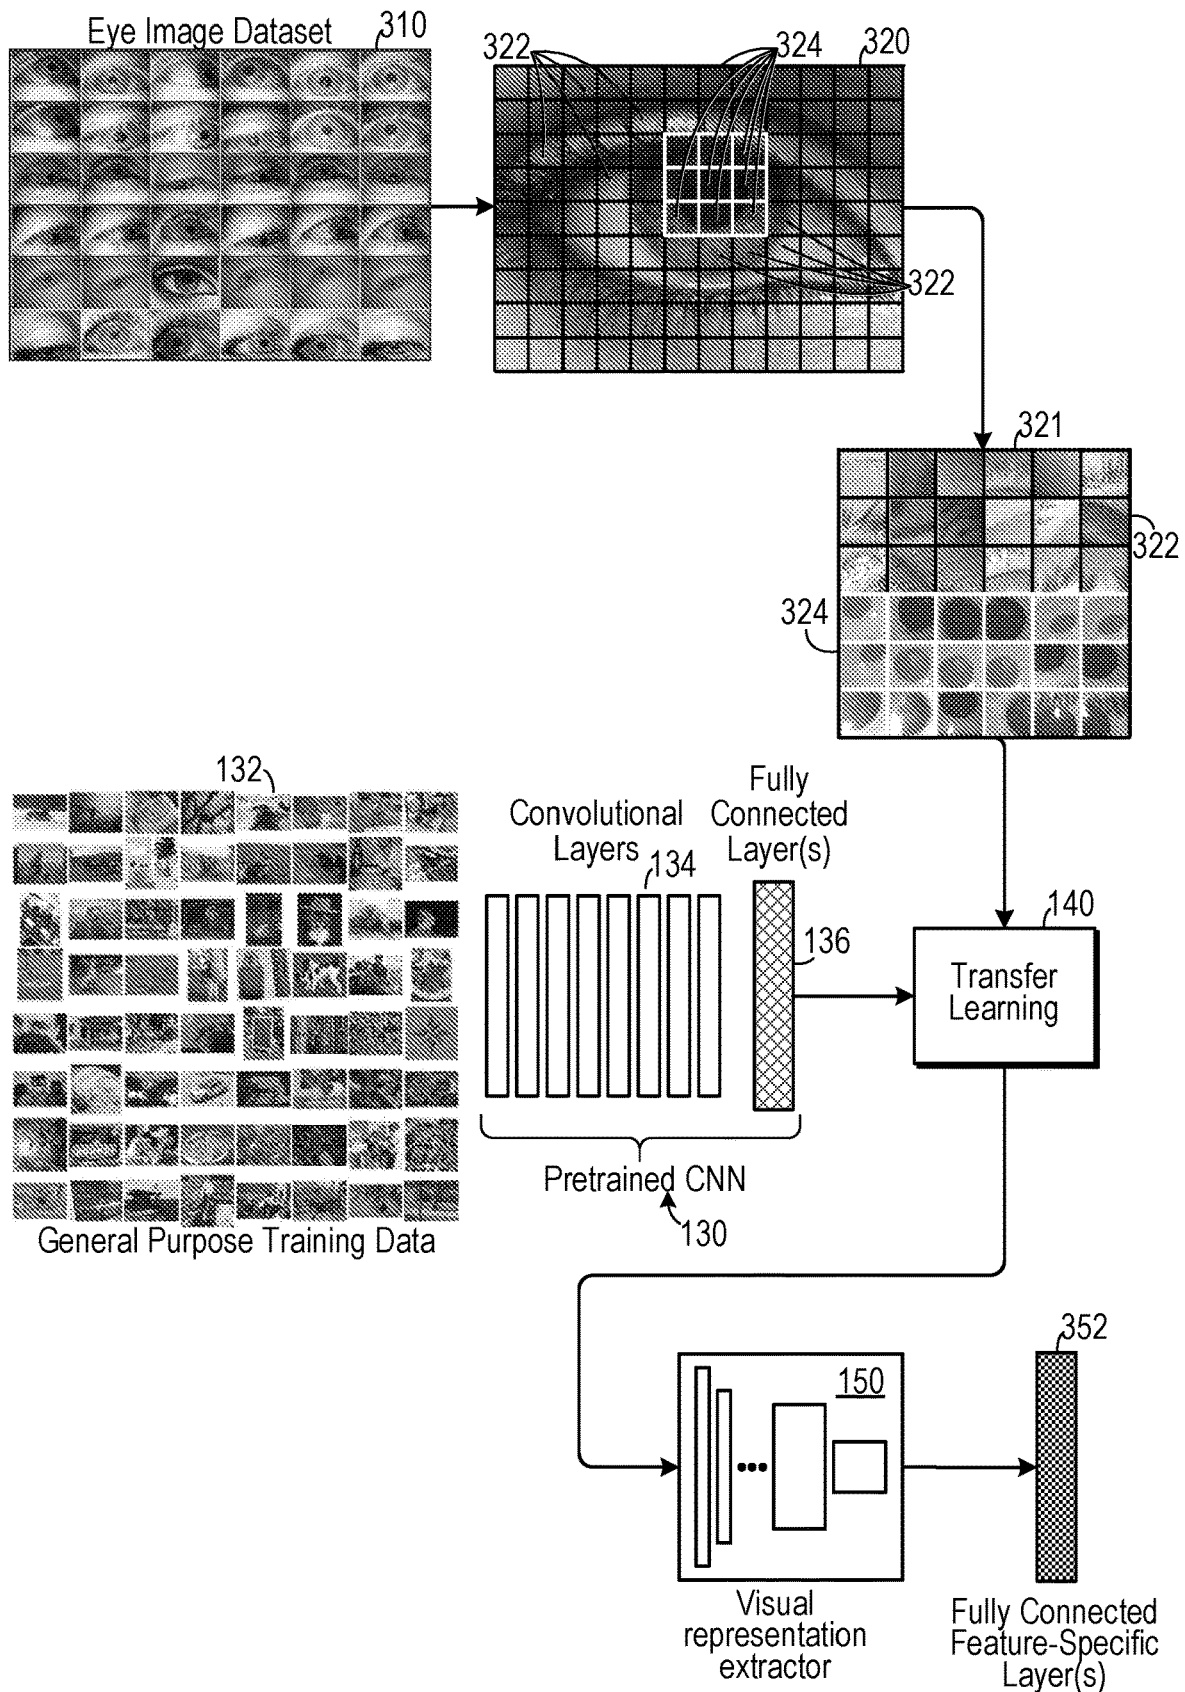 Eye Image Dataset
310
322
324
320
322
321
322
324
132
Fully
Connected
Layer(s)
Convolutional
Layers
134
136
140
Transfer
Learning
Pretrained CNN
130
General Purpose Training Data
352
150
Visual
representation
extractor
Fully Connected
Feature-Specific
Layer(s)